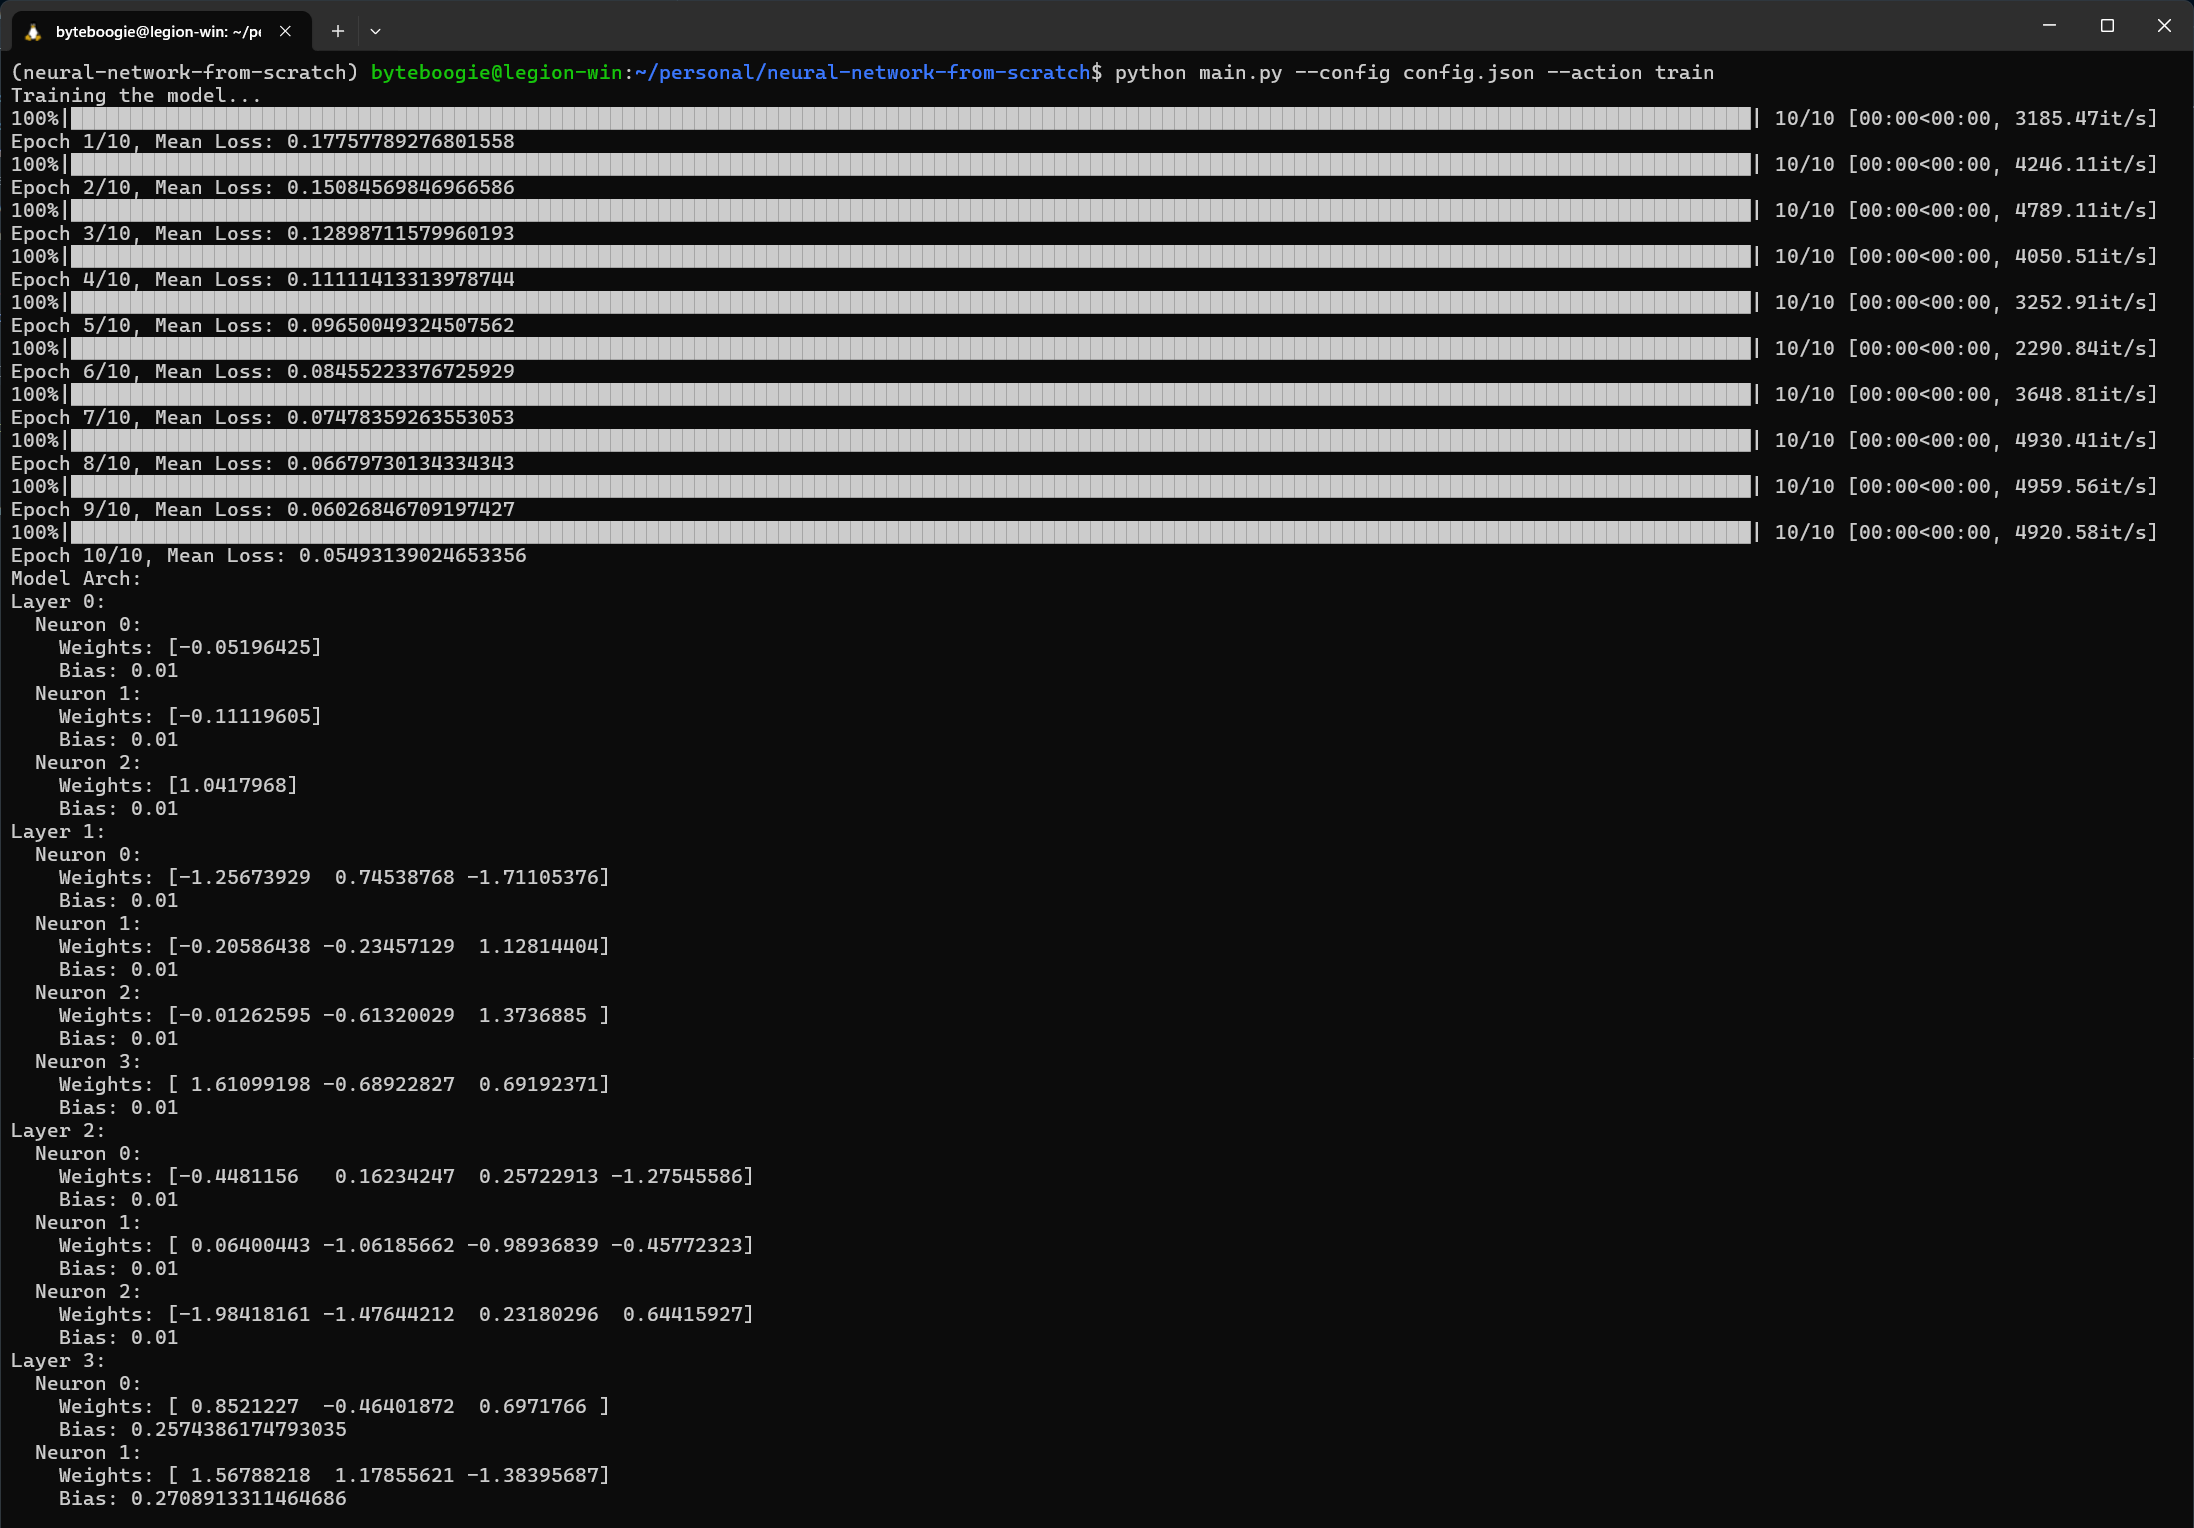 byteboogie@legion-win: ~/pe
(neural-network-from-scratch) byteboogie@legion-win:~/personal/neural-network-from-scratch$ python main.py --config config.json --action train
Training the model...
100%| | 10/10 [00:00<00:00, 3185.47it/s]
Epoch 1/10, Mean Loss: 0.17757789276801558
100%| | 10/10 [00:00<00:00, 4246.11it/s]
Epoch 2/10, Mean Loss: 0.15084569846966586
100%| | 10/10 [00:00<00:00, 4789.11it/s]
Epoch 3/10, Mean Loss: 0.12898711579960193
100%| | 10/10 [00:00<00:00, 4050.51it/s]
Epoch 4/10, Mean Loss: 0.11111413313978744
100%| | 10/10 [00:00<00:00, 3252.91it/s]
Epoch 5/10, Mean Loss: 0.09650049324507562
100%| | 10/10 [00:00<00:00, 2290.84it/s]
Epoch 6/10, Mean Loss: 0.08455223376725929
100%| | 10/10 [00:00<00:00, 3648.81it/s]
Epoch 7/10, Mean Loss: 0.07478359263553053
100%| | 10/10 [00:00<00:00, 4930.41it/s]
Epoch 8/10, Mean Loss: 0.06679730134334343
100%| | 10/10 [00:00<00:00, 4959.56it/s]
Epoch 9/10, Mean Loss: 0.06026846709197427
100%| | 10/10 [00:00<00:00, 4920.58it/s]
Epoch 10/10, Mean Loss: 0.05493139024653356
Model Arch:
Layer 0:
  Neuron 0:
    Weights: [-0.05196425]
    Bias: 0.01
  Neuron 1:
    Weights: [-0.11119605]
    Bias: 0.01
  Neuron 2:
    Weights: [1.0417968]
    Bias: 0.01
Layer 1:
  Neuron 0:
    Weights: [-1.25673929  0.74538768 -1.71105376]
    Bias: 0.01
  Neuron 1:
    Weights: [-0.20586438 -0.23457129  1.12814404]
    Bias: 0.01
  Neuron 2:
    Weights: [-0.01262595 -0.61320029  1.3736885 ]
    Bias: 0.01
  Neuron 3:
    Weights: [ 1.61099198 -0.68922827  0.69192371]
    Bias: 0.01
Layer 2:
  Neuron 0:
    Weights: [-0.4481156   0.16234247  0.25722913 -1.27545586]
    Bias: 0.01
  Neuron 1:
    Weights: [ 0.06400443 -1.06185662 -0.98936839 -0.45772323]
    Bias: 0.01
  Neuron 2:
    Weights: [-1.98418161 -1.47644212  0.23180296  0.64415927]
    Bias: 0.01
Layer 3:
  Neuron 0:
    Weights: [ 0.8521227  -0.46401872  0.6971766 ]
    Bias: 0.2574386174793035
  Neuron 1:
    Weights: [ 1.56788218  1.17855621 -1.38395687]
    Bias: 0.2708913311464686